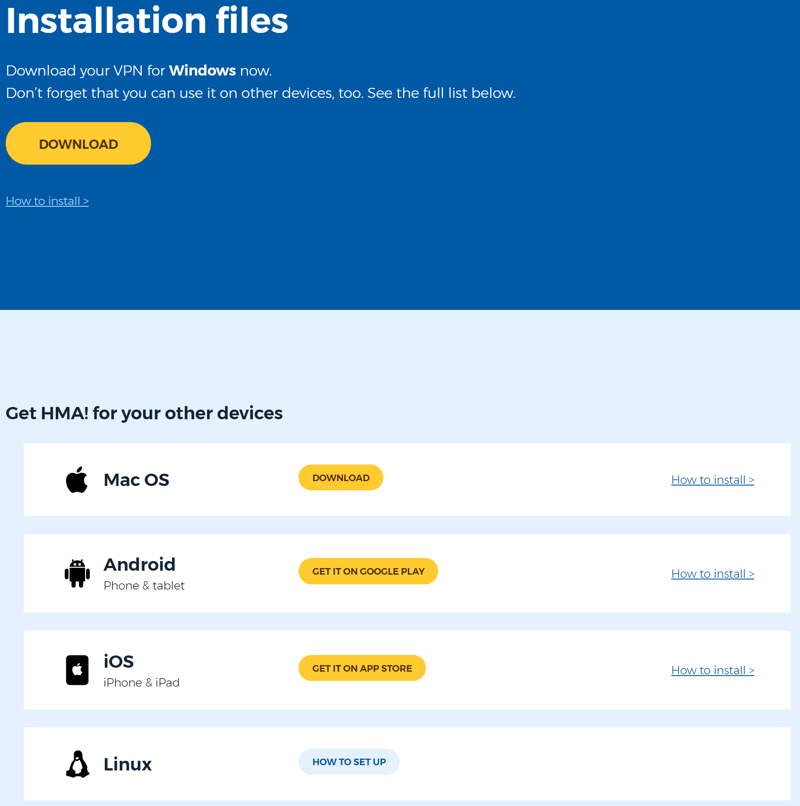 Installation files
Download your VPN for Windows now.
Don't forget that you can use it on other devices, too. See the full list below.
DOWNLOAD
How to install >
Get HMA! for your other devices
Mac OS
DOWNLOAD
How to install >
Android
Phone & tablet
GET IT ON GOOGLE PLAY
How to install >
iOS
iPhone & iPad
GET IT ON APP STORE
How to install >
Linux
HOW TO SET UP